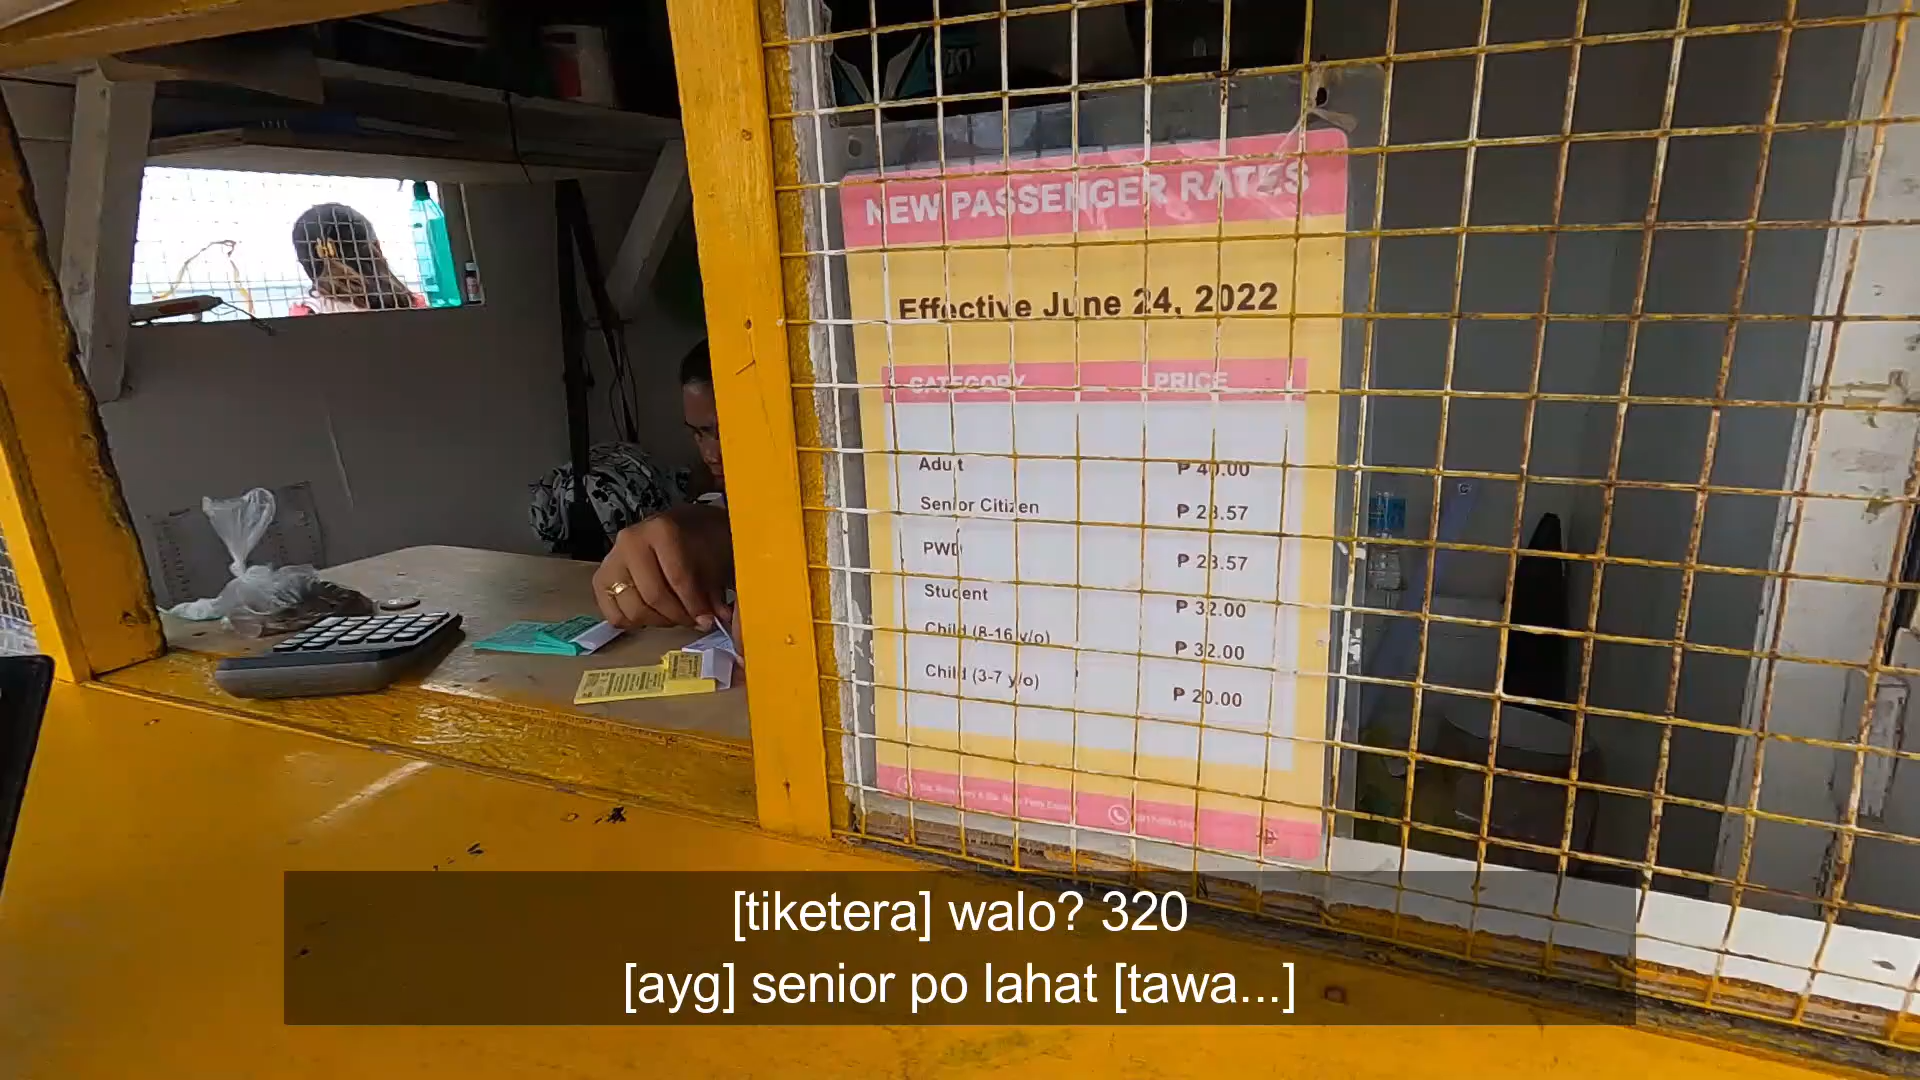 NEW PASSENGER RATES
Effective June 24, 2022
CATEGORY PRICE
Adult ₱ 40.00
Senior Citizen ₱ 28.57
PWD ₱ 28.57
Student ₱ 32.00
Child (8-16 y/o) ₱ 32.00
Child (3-7 y/o) ₱ 20.00
[tiketera] walo? 320
[ayg] senior po lahat [tawa...]